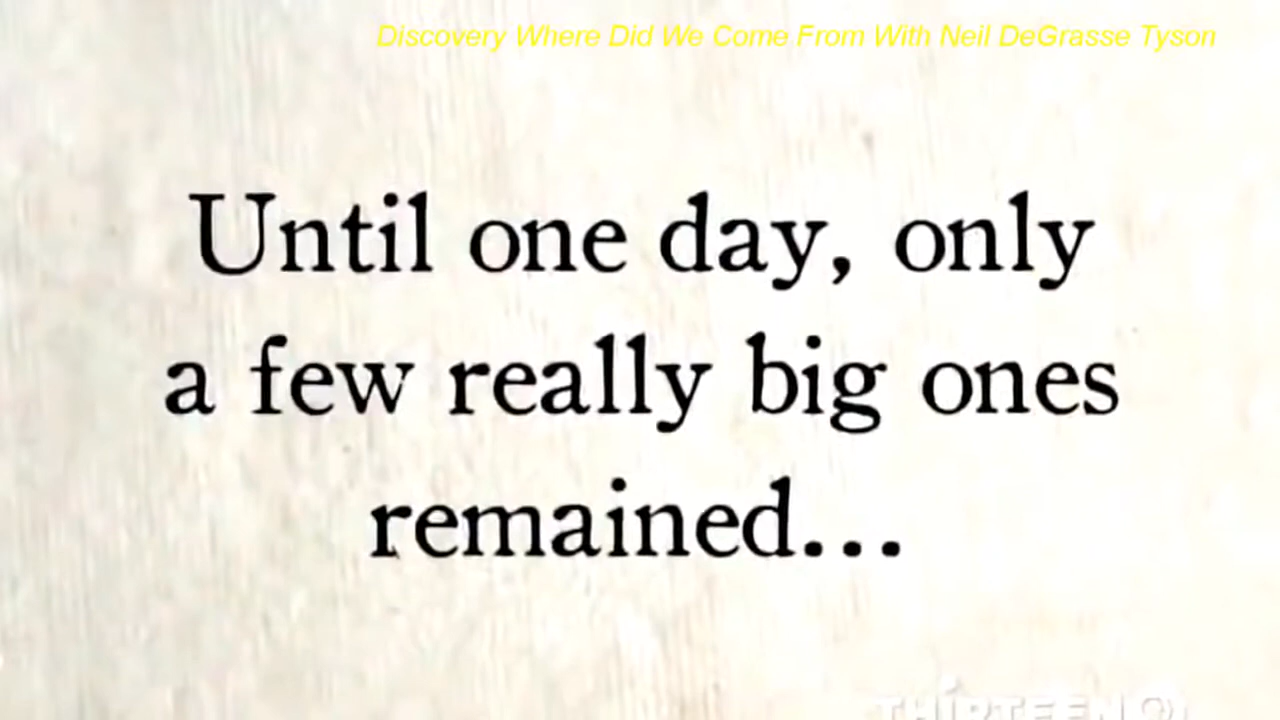 Discovery Where Did We Come From With Neil DeGrasse Tyson
Until one day, only
a few really big ones
remained...
THIRTEEN